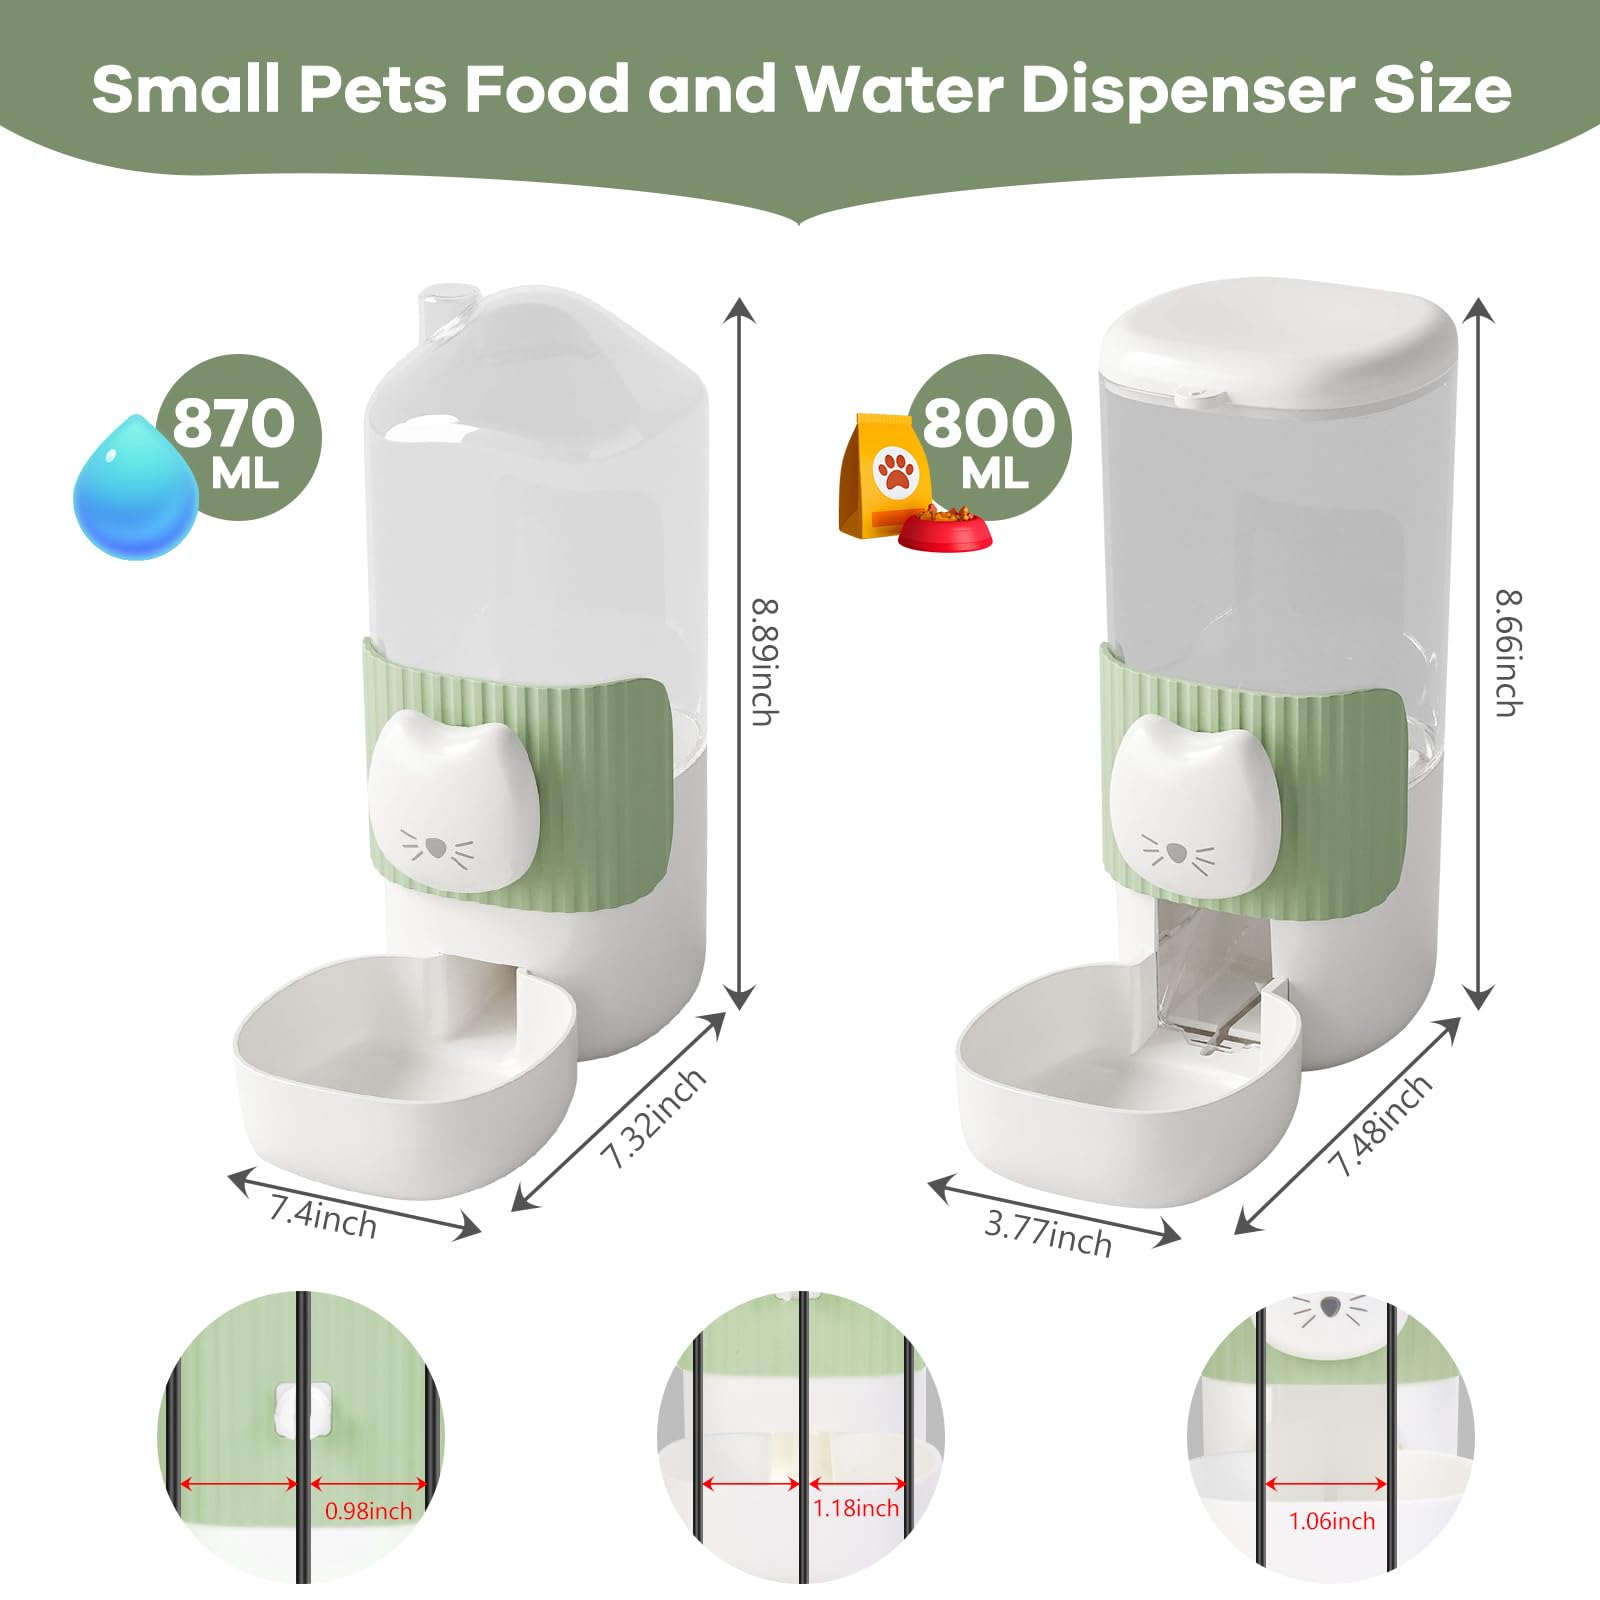 Small Pets Food and Water Dispenser Size
870
ML
800
ML
8.89inch
8.66inch
7.32inch
7.48inch
7.4inch
3.77inch
0.98inch
1.18inch
1.06inch